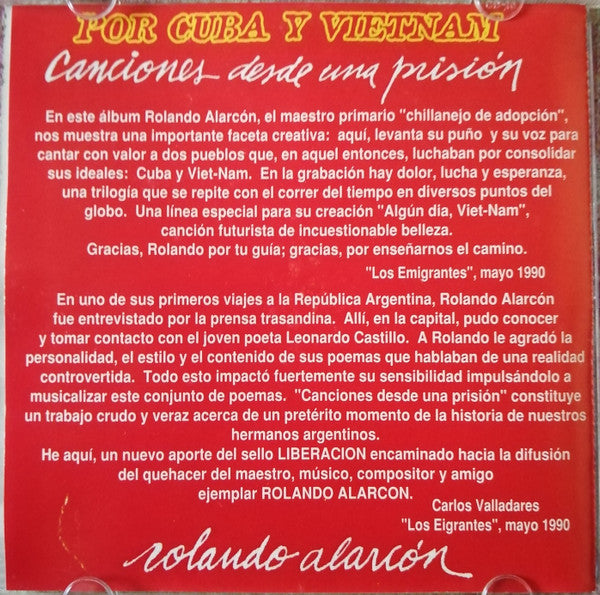 POR CUBA Y VIETNAM
Canciones desde una prisión
En este álbum Rolando Alarcón, el maestro primario "chillanejo de adopción",
nos muestra una importante faceta creativa: aquí, levanta su puño y su voz para
cantar con valor a dos pueblos que, en aquel entonces, luchaban por consolidar
sus ideales: Cuba y Viet-Nam. En la grabación hay dolor, lucha y esperanza,
una trilogía que se repite con el correr del tiempo en diversos puntos del
globo. Una línea especial para su creación "Algún dia, Viet-Nam",
canción futurista de incuestionable belleza.
Gracias, Rolando por tu guía; gracias, por enseñarnos el camino.
"Los Emigrantes", mayo 1990
En uno de sus primeros viajes a la República Argentina, Rolando Alarcón
fue entrevistado por la prensa trasandina. Allí, en la capital, pudo conocer
y tomar contacto con el joven poeta Leonardo Castillo. A Rolando le agradó la
personalidad, el estilo y el contenido de sus poemas que hablaban de una realidad
controvertida. Todo esto impactó fuertemente su sensibilidad impulsándolo a
musicalizar este conjunto de poemas. "Canciones desde una prisión" constituye
un trabajo crudo y veraz acerca de un pretérito momento de la historia de nuestros
hermanos argentinos.
He aquí, un nuevo aporte del sello LIBERACION encaminado hacia la difusión
del quehacer del maestro, músico, compositor y amigo
ejemplar ROLANDO ALARCON.
Carlos Valladares
"Los Eigrantes", mayo 1990
rolando alarcón